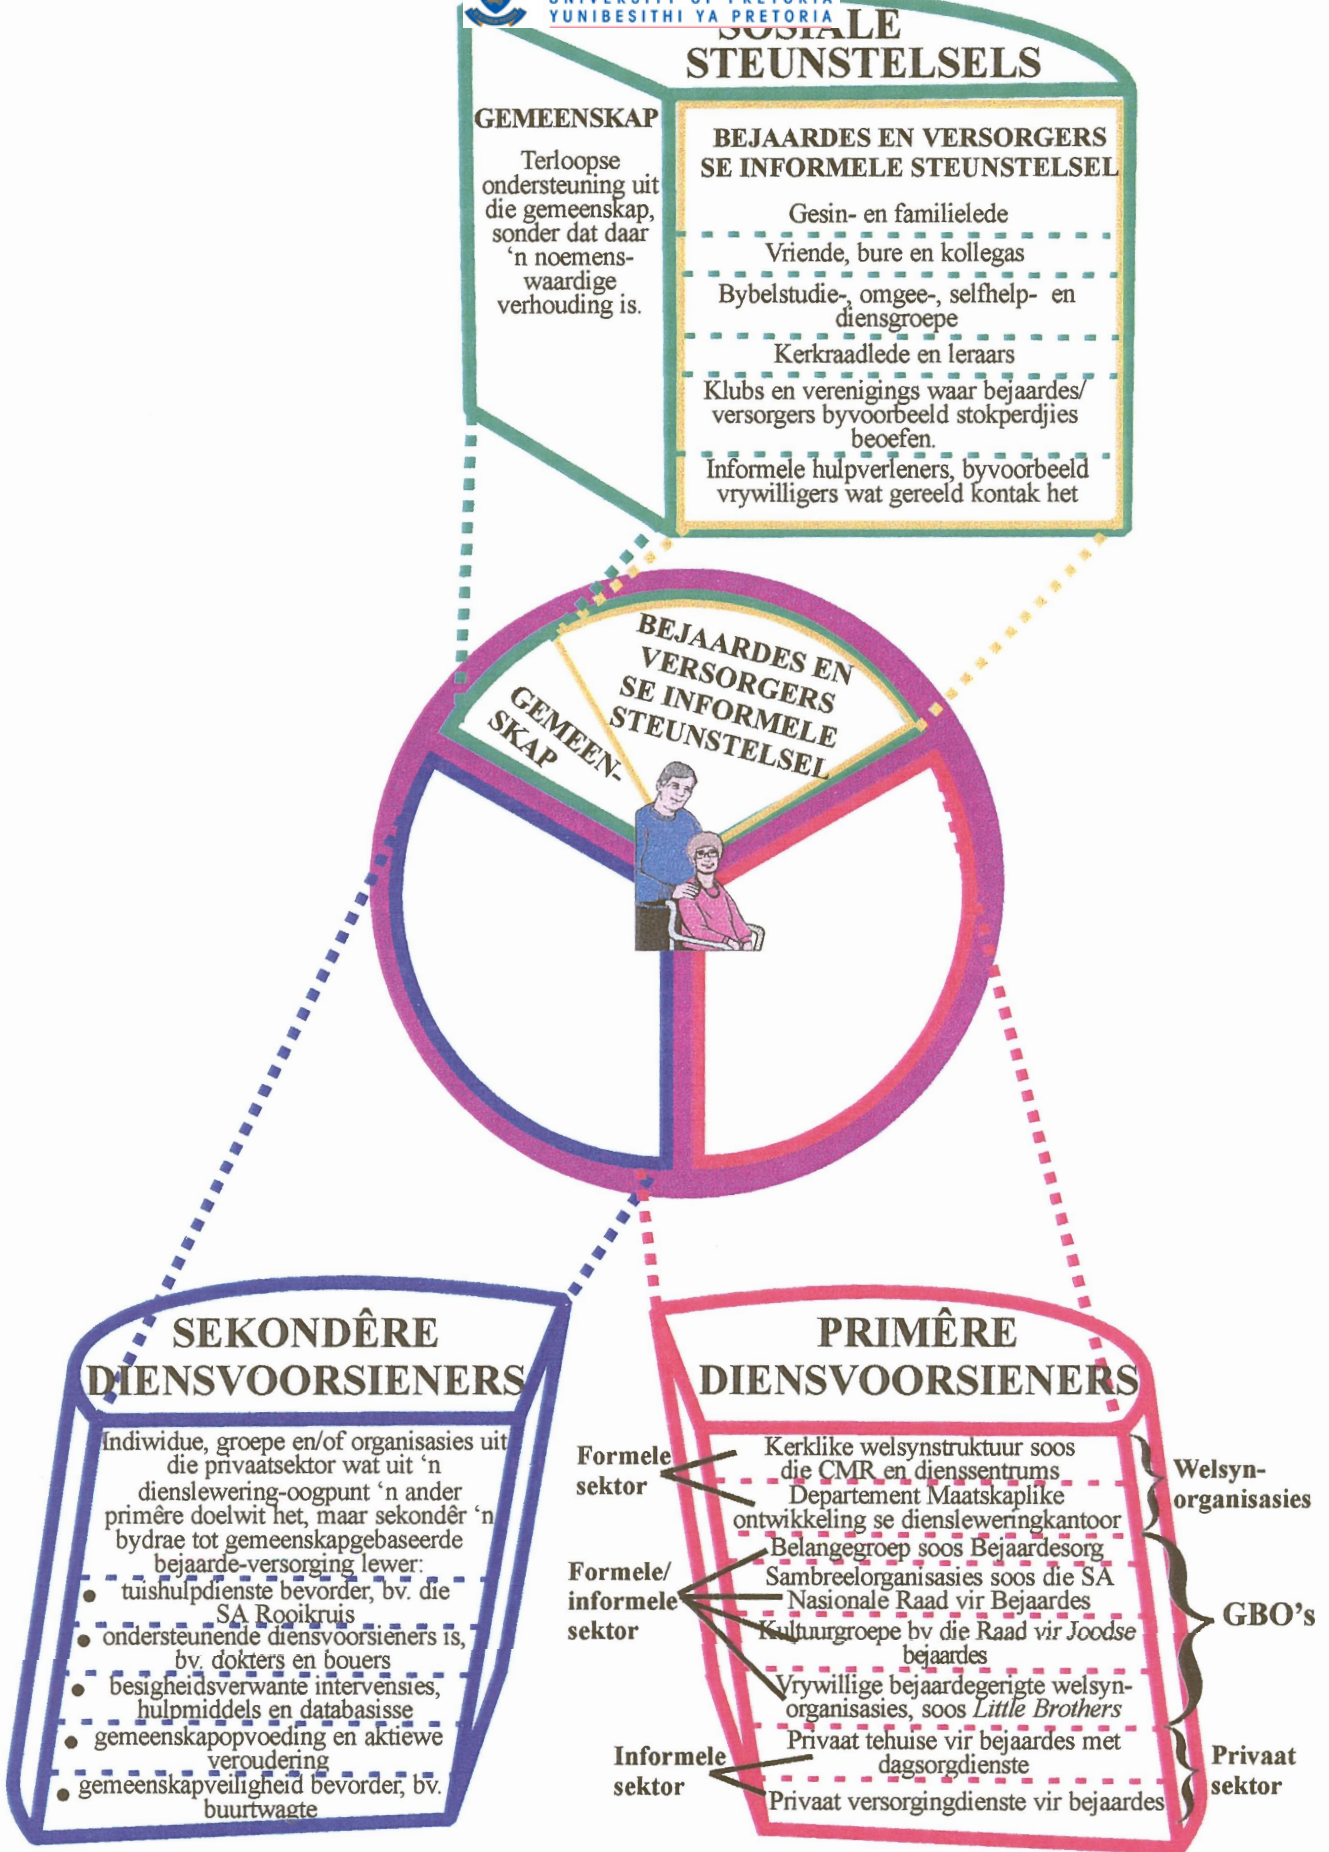 YUNIBESITHI YA PRETORIA
SOSIALE
STEUNSTELSELS
GEMEENSKAP
Terloopse
ondersteuning uit
die gemeenskap,
sonder dat daar
‘n noemens-
waardige
verhouding is.
BEJAARDES EN VERSORGERS
SE INFORMELE STEUNSTELSEL
Gesin- en familielede
Vriende, bure en kollegas
Bybelstudie-, omgee-, selfhelp- en
diensgroepe
Kerkraadlede en leraars
Klubs en verenigings waar bejaardes/
versorgers byvoorbeeld stokperdjies
beoefen.
Informele hulpverleners, byvoorbeeld
vrywilligers wat gereeld kontak het
GEMEEN-
SKAP
BEJAARDES EN
VERSORGERS
SE INFORMELE
STEUNSTELSEL
SEKONDÊRE
DIENSVOORSIENERS
Indiwidue, groepe en/of organisasies uit
die privaatsektor wat uit ‘n
dienslewering-oogpunt ‘n ander
primêre doelwit het, maar sekondêr ‘n
bydrae tot gemeenskapgebaseerde
bejaarde-versorging lewer:
• tuishulpdienste bevorder, bv. die
SA Rooikruis
• ondersteunende diensvoorsieners is,
bv. dokters en bouers
• besigheidsverwante intervensies,
hulpmiddels en databasisse
• gemeenskapopvoeding en aktiewe
veroudering
• gemeenskapveiligheid bevorder, bv.
buurtwagte
PRIMÊRE
DIENSVOORSIENERS
Formele
sektor
Kerklike welsynstruktuur soos
die CMR en dienssentrums
Departement Maatskaplike
ontwikkeling se diensleweringkantoor
Welsyn-
organisasies
Formele/
informele
sektor
Belangegroep soos Bejaardesorg
Sambreelorganisasies soos die SA
Nasionale Raad vir Bejaardes
Kultuurgroepe bv die Raad vir Joodse
bejaardes
Vrywillige bejaardegerigte welsyn-
organisasies, soos Little Brothers
GBO’s
Informele
sektor
Privaat tehuise vir bejaardes met
dagsorgdienste
Privaat versorgingdienste vir bejaardes
Privaat
sektor